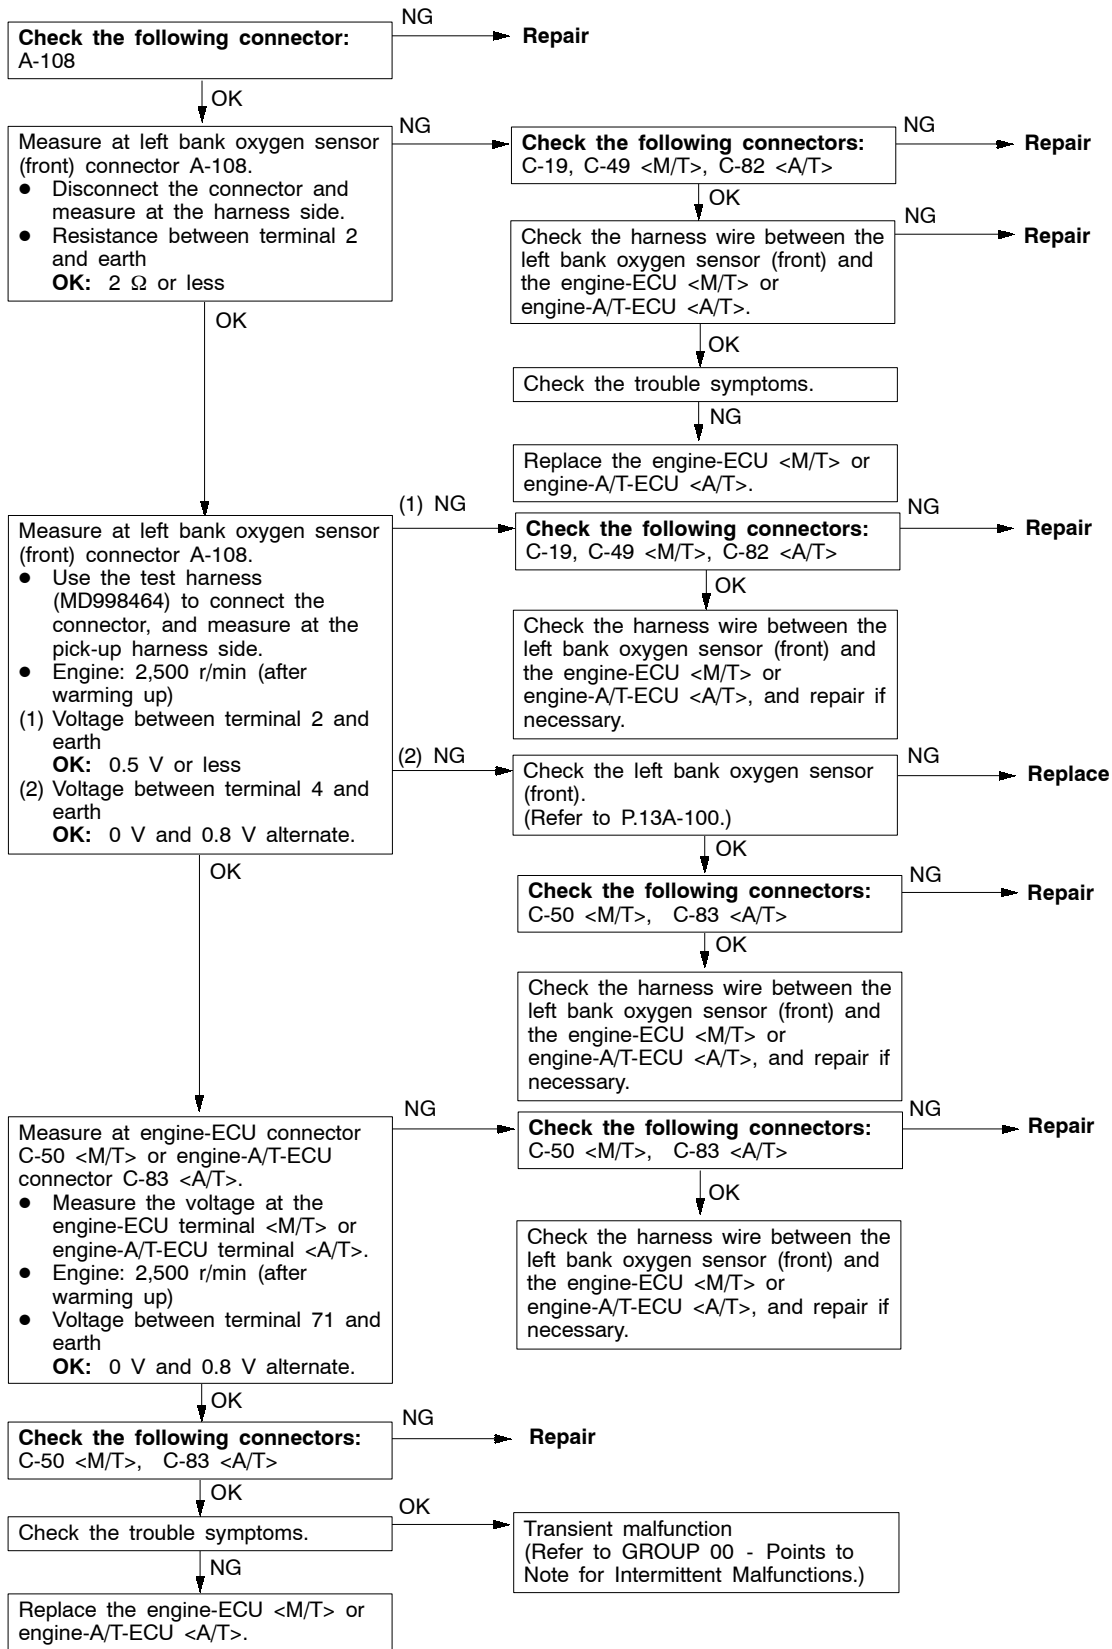 NG
Check the following connector:
A-108
Repair
OK
Measure at left bank oxygen sensor
(front) connector A-108.
● Disconnect the connector and
measure at the harness side.
● Resistance between terminal 2
and earth
OK: 2 Ω or less
NG
Check the following connectors:
C-19, C-49 <M/T>, C-82 <A/T>
NG
Repair
OK
Check the harness wire between the
left bank oxygen sensor (front) and
the engine-ECU <M/T> or
engine-A/T-ECU <A/T>.
NG
Repair
OK
Check the trouble symptoms.
NG
Replace the engine-ECU <M/T> or
engine-A/T-ECU <A/T>.
OK
Measure at left bank oxygen sensor
(front) connector A-108.
● Use the test harness
(MD998464) to connect the
connector, and measure at the
pick-up harness side.
● Engine: 2,500 r/min (after
warming up)
(1) Voltage between terminal 2 and
earth
OK: 0.5 V or less
(2) Voltage between terminal 4 and
earth
OK: 0 V and 0.8 V alternate.
(1) NG
Check the following connectors:
C-19, C-49 <M/T>, C-82 <A/T>
NG
Repair
OK
Check the harness wire between the
left bank oxygen sensor (front) and
the engine-ECU <M/T> or
engine-A/T-ECU <A/T>, and repair if
necessary.
(2) NG
Check the left bank oxygen sensor
(front).
(Refer to P.13A-100.)
NG
Replace
OK
Check the following connectors:
C-50 <M/T>, C-83 <A/T>
NG
Repair
OK
Check the harness wire between the
left bank oxygen sensor (front) and
the engine-ECU <M/T> or
engine-A/T-ECU <A/T>, and repair if
necessary.
OK
Measure at engine-ECU connector
C-50 <M/T> or engine-A/T-ECU
connector C-83 <A/T>.
● Measure the voltage at the
engine-ECU terminal <M/T> or
engine-A/T-ECU terminal <A/T>.
● Engine: 2,500 r/min (after
warming up)
● Voltage between terminal 71 and
earth
OK: 0 V and 0.8 V alternate.
NG
Check the following connectors:
C-50 <M/T>, C-83 <A/T>
NG
Repair
OK
Check the harness wire between the
left bank oxygen sensor (front) and
the engine-ECU <M/T> or
engine-A/T-ECU <A/T>, and repair if
necessary.
OK
Check the following connectors:
C-50 <M/T>, C-83 <A/T>
NG
Repair
OK
Check the trouble symptoms.
OK
Transient malfunction
(Refer to GROUP 00 - Points to
Note for Intermittent Malfunctions.)
NG
Replace the engine-ECU <M/T> or
engine-A/T-ECU <A/T>.